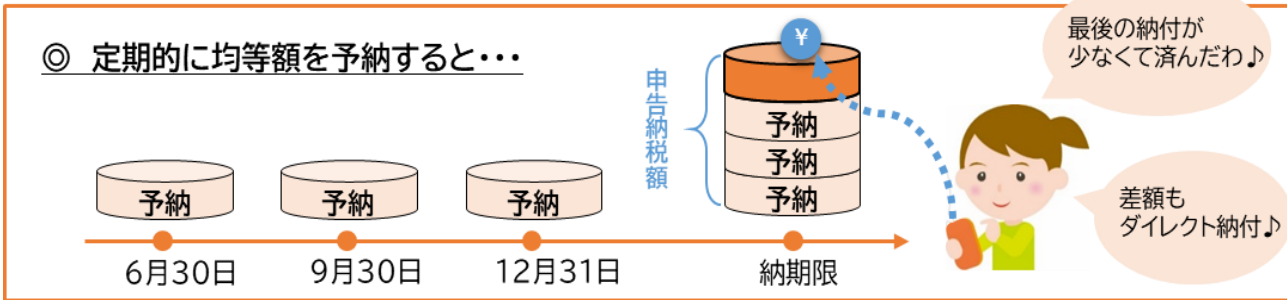 ◎ 定期的に均等額を予納すると・・・
最後の納付が
少なくて済んだわ♪
¥
申告納税額
予納
予納
予納
予納
予納
予納
差額も
ダイレクト納付♪
6月30日
9月30日
12月31日
納期限